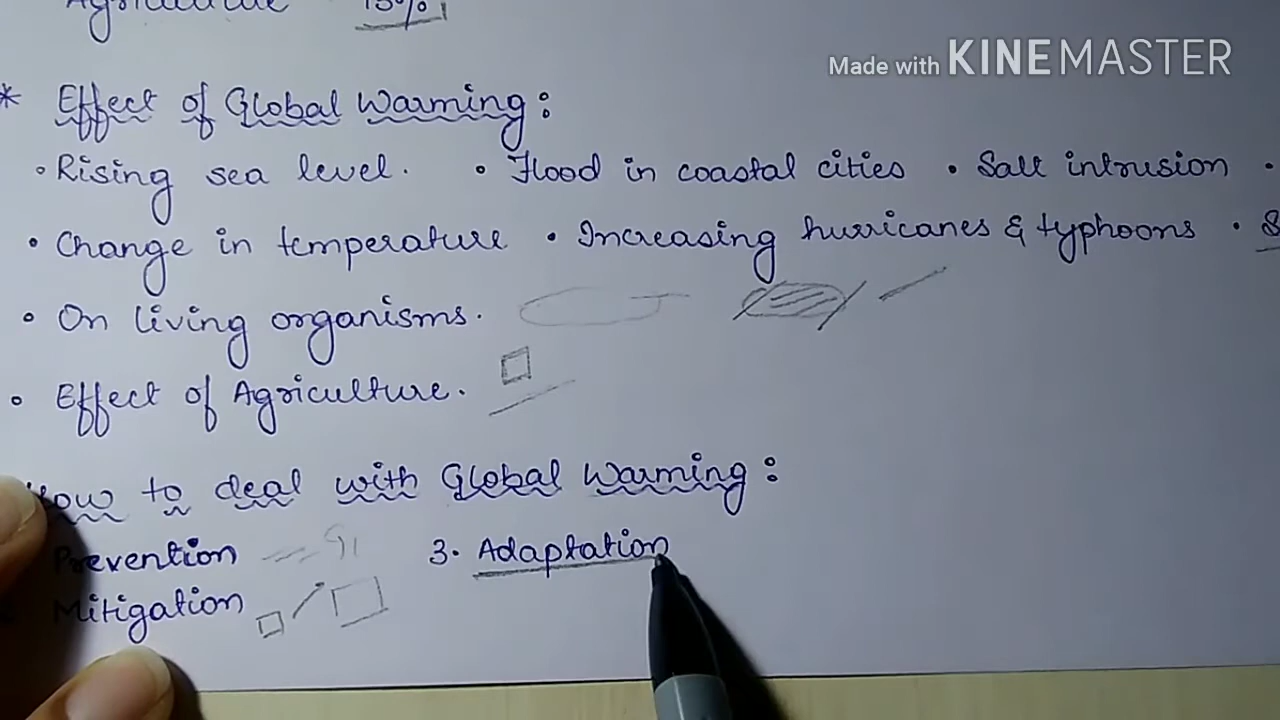 Agriculture 15%
Made with KINEMASTER
* Effect of Global Warming:
• Rising sea level. • Flood in coastal cities • Salt intrusion •
• Change in temperature • Increasing hurricanes & typhoons • S
• On living organisms.
• Effect of Agriculture.
How to deal with Global Warming:
Prevention 3. Adaptation
Mitigation